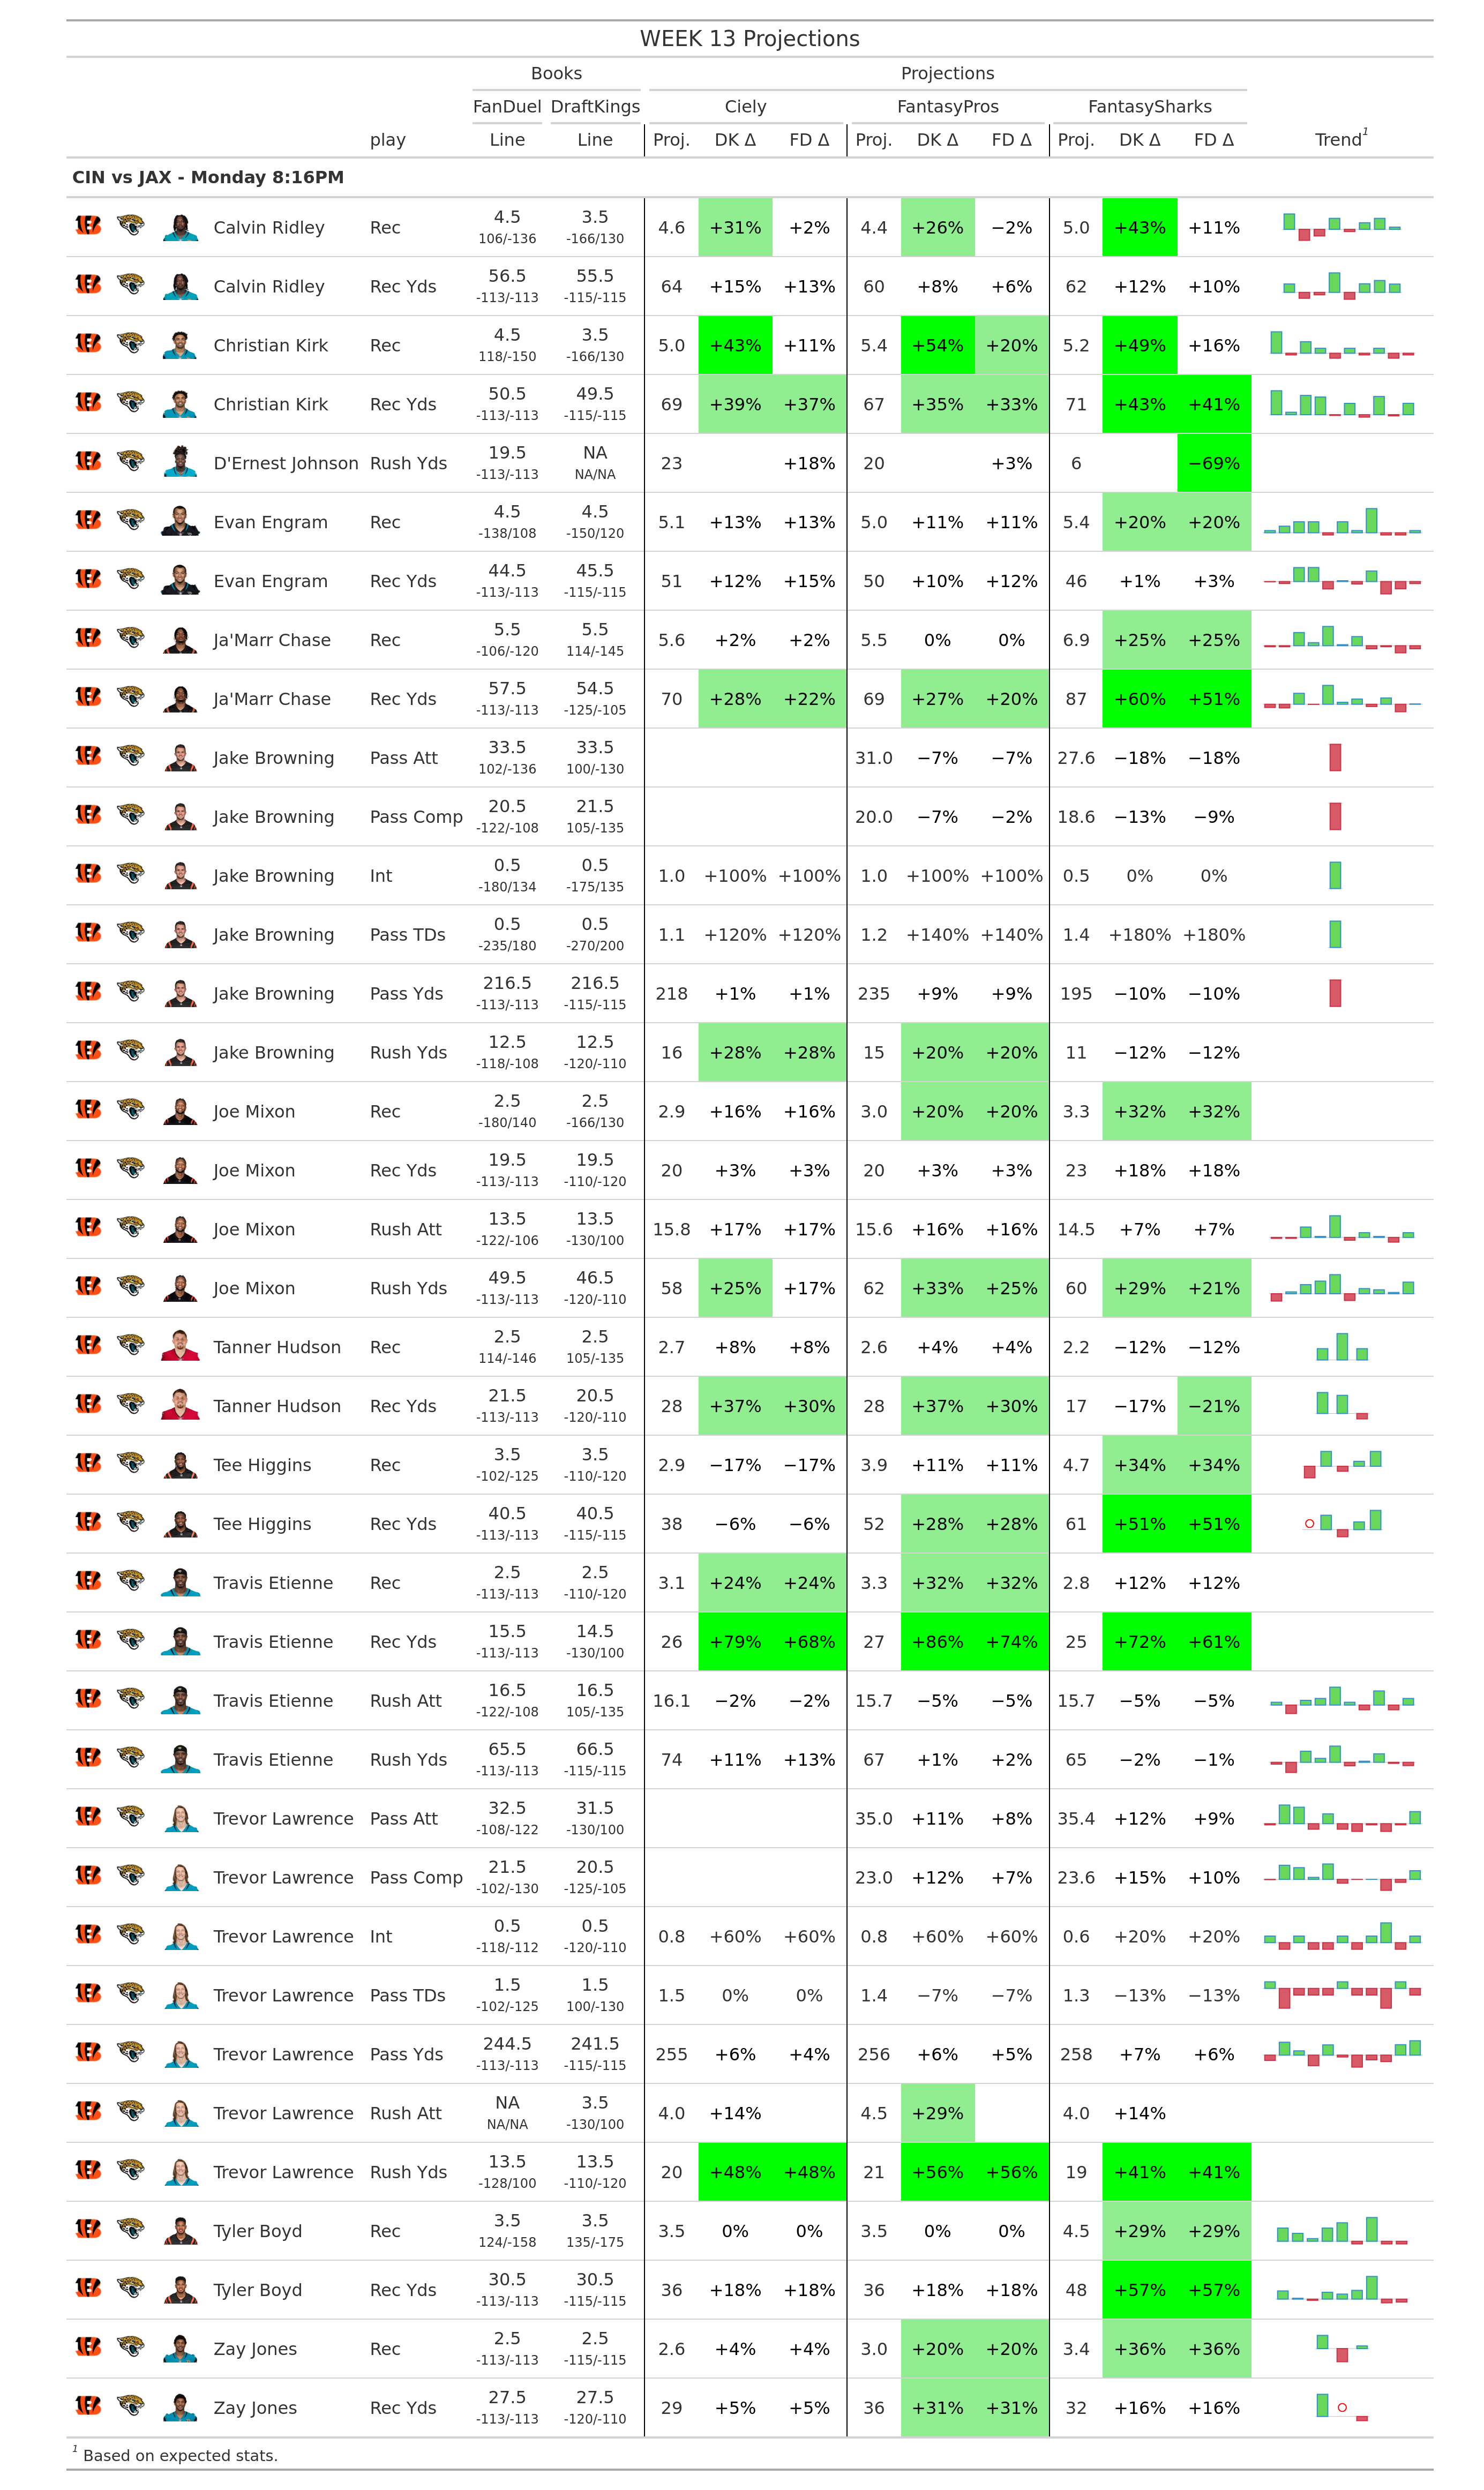 WEEK 13 Projections
Books Projections
FanDuel DraftKings Ciely FantasyPros FantasySharks
play Line Line Proj. DK Δ FD Δ Proj. DK Δ FD Δ Proj. DK Δ FD Δ Trend1
CIN vs JAX - Monday 8:16PM
Calvin Ridley Rec 4.5 3.5 4.6 +31% +2% 4.4 +26% −2% 5.0 +43% +11%
106/-136 -166/130
Calvin Ridley Rec Yds 56.5 55.5 64 +15% +13% 60 +8% +6% 62 +12% +10%
-113/-113 -115/-115
Christian Kirk Rec 4.5 3.5 5.0 +43% +11% 5.4 +54% +20% 5.2 +49% +16%
118/-150 -166/130
Christian Kirk Rec Yds 50.5 49.5 69 +39% +37% 67 +35% +33% 71 +43% +41%
-113/-113 -115/-115
D'Ernest Johnson Rush Yds 19.5 NA 23 +18% 20 +3% 6 −69%
-113/-113 NA/NA
Evan Engram Rec 4.5 4.5 5.1 +13% +13% 5.0 +11% +11% 5.4 +20% +20%
-138/108 -150/120
Evan Engram Rec Yds 44.5 45.5 51 +12% +15% 50 +10% +12% 46 +1% +3%
-113/-113 -115/-115
Ja'Marr Chase Rec 5.5 5.5 5.6 +2% +2% 5.5 0% 0% 6.9 +25% +25%
-106/-120 114/-145
Ja'Marr Chase Rec Yds 57.5 54.5 70 +28% +22% 69 +27% +20% 87 +60% +51%
-113/-113 -125/-105
Jake Browning Pass Att 33.5 33.5 31.0 −7% −7% 27.6 −18% −18%
102/-136 100/-130
Jake Browning Pass Comp 20.5 21.5 20.0 −7% −2% 18.6 −13% −9%
-122/-108 105/-135
Jake Browning Int 0.5 0.5 1.0 +100% +100% 1.0 +100% +100% 0.5 0% 0%
-180/134 -175/135
Jake Browning Pass TDs 0.5 0.5 1.1 +120% +120% 1.2 +140% +140% 1.4 +180% +180%
-235/180 -270/200
Jake Browning Pass Yds 216.5 216.5 218 +1% +1% 235 +9% +9% 195 −10% −10%
-113/-113 -115/-115
Jake Browning Rush Yds 12.5 12.5 16 +28% +28% 15 +20% +20% 11 −12% −12%
-118/-108 -120/-110
Joe Mixon Rec 2.5 2.5 2.9 +16% +16% 3.0 +20% +20% 3.3 +32% +32%
-180/140 -166/130
Joe Mixon Rec Yds 19.5 19.5 20 +3% +3% 20 +3% +3% 23 +18% +18%
-113/-113 -110/-120
Joe Mixon Rush Att 13.5 13.5 15.8 +17% +17% 15.6 +16% +16% 14.5 +7% +7%
-122/-106 -130/100
Joe Mixon Rush Yds 49.5 46.5 58 +25% +17% 62 +33% +25% 60 +29% +21%
-113/-113 -120/-110
Tanner Hudson Rec 2.5 2.5 2.7 +8% +8% 2.6 +4% +4% 2.2 −12% −12%
114/-146 105/-135
Tanner Hudson Rec Yds 21.5 20.5 28 +37% +30% 28 +37% +30% 17 −17% −21%
-113/-113 -120/-110
Tee Higgins Rec 3.5 3.5 2.9 −17% −17% 3.9 +11% +11% 4.7 +34% +34%
-102/-125 -110/-120
Tee Higgins Rec Yds 40.5 40.5 38 −6% −6% 52 +28% +28% 61 +51% +51%
-113/-113 -115/-115
Travis Etienne Rec 2.5 2.5 3.1 +24% +24% 3.3 +32% +32% 2.8 +12% +12%
-113/-113 -110/-120
Travis Etienne Rec Yds 15.5 14.5 26 +79% +68% 27 +86% +74% 25 +72% +61%
-113/-113 -130/100
Travis Etienne Rush Att 16.5 16.5 16.1 −2% −2% 15.7 −5% −5% 15.7 −5% −5%
-122/-108 105/-135
Travis Etienne Rush Yds 65.5 66.5 74 +11% +13% 67 +1% +2% 65 −2% −1%
-113/-113 -115/-115
Trevor Lawrence Pass Att 32.5 31.5 35.0 +11% +8% 35.4 +12% +9%
-108/-122 -130/100
Trevor Lawrence Pass Comp 21.5 20.5 23.0 +12% +7% 23.6 +15% +10%
-102/-130 -125/-105
Trevor Lawrence Int 0.5 0.5 0.8 +60% +60% 0.8 +60% +60% 0.6 +20% +20%
-118/-112 -120/-110
Trevor Lawrence Pass TDs 1.5 1.5 1.5 0% 0% 1.4 −7% −7% 1.3 −13% −13%
-102/-125 100/-130
Trevor Lawrence Pass Yds 244.5 241.5 255 +6% +4% 256 +6% +5% 258 +7% +6%
-113/-113 -115/-115
Trevor Lawrence Rush Att NA 3.5 4.0 +14% 4.5 +29% 4.0 +14%
NA/NA -130/100
Trevor Lawrence Rush Yds 13.5 13.5 20 +48% +48% 21 +56% +56% 19 +41% +41%
-128/100 -110/-120
Tyler Boyd Rec 3.5 3.5 3.5 0% 0% 3.5 0% 0% 4.5 +29% +29%
124/-158 135/-175
Tyler Boyd Rec Yds 30.5 30.5 36 +18% +18% 36 +18% +18% 48 +57% +57%
-113/-113 -115/-115
Zay Jones Rec 2.5 2.5 2.6 +4% +4% 3.0 +20% +20% 3.4 +36% +36%
-113/-113 -115/-115
Zay Jones Rec Yds 27.5 27.5 29 +5% +5% 36 +31% +31% 32 +16% +16%
-113/-113 -120/-110
1 Based on expected stats.